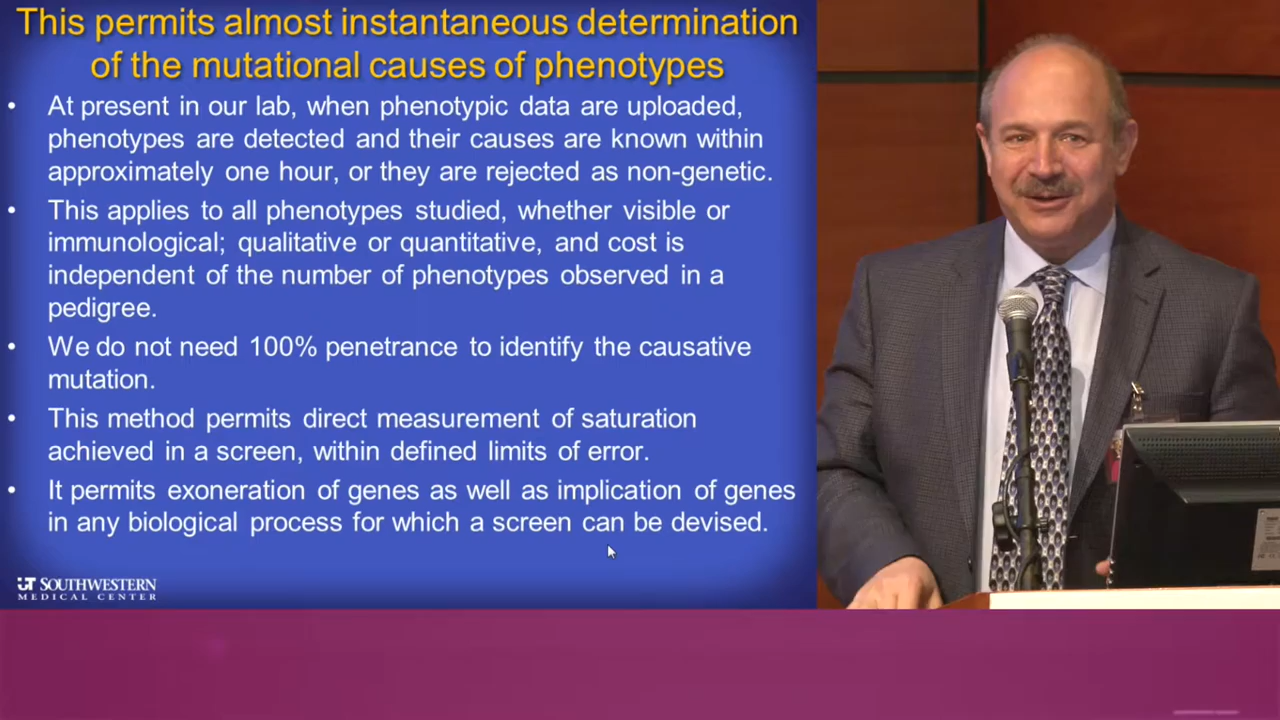 This permits almost instantaneous determination
of the mutational causes of phenotypes
• At present in our lab, when phenotypic data are uploaded,
phenotypes are detected and their causes are known within
approximately one hour, or they are rejected as non-genetic.
• This applies to all phenotypes studied, whether visible or
immunological; qualitative or quantitative, and cost is
independent of the number of phenotypes observed in a
pedigree.
• We do not need 100% penetrance to identify the causative
mutation.
• This method permits direct measurement of saturation
achieved in a screen, within defined limits of error.
• It permits exoneration of genes as well as implication of genes
in any biological process for which a screen can be devised.
UT SOUTHWESTERN
MEDICAL CENTER